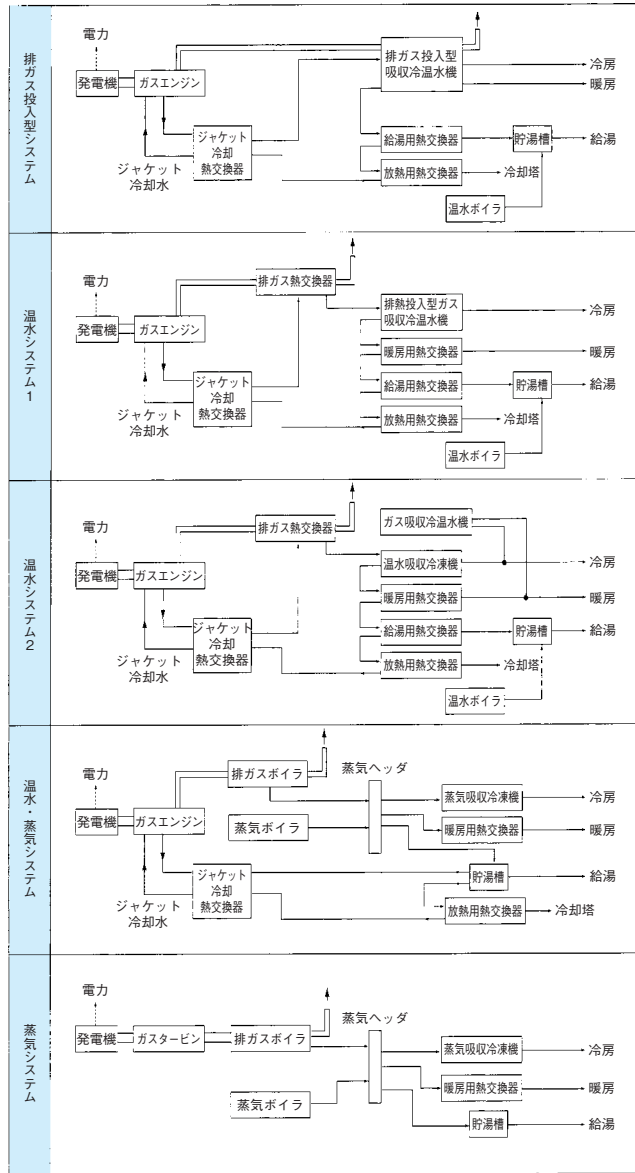 排ガス投入型システム
電力
発電機
ガスエンジン
ジャケット
冷却
熱交換器
ジャケット
冷却水
排ガス投入型
吸収冷温水機
冷房
暖房
給湯用熱交換器
貯湯槽
給湯
放熱用熱交換器
冷却塔
温水ボイラ
温水システム1
電力
発電機
ガスエンジン
排ガス熱交換器
ジャケット
冷却
熱交換器
ジャケット
冷却水
排熱投入型ガス
吸収冷温水機
冷房
暖房用熱交換器
暖房
給湯用熱交換器
貯湯槽
給湯
放熱用熱交換器
冷却塔
温水ボイラ
温水システム2
電力
発電機
ガスエンジン
排ガス熱交換器
ジャケット
冷却
熱交換器
ジャケット
冷却水
ガス吸収冷温水機
温水吸収冷凍機
冷房
暖房用熱交換器
暖房
給湯用熱交換器
貯湯槽
給湯
放熱用熱交換器
冷却塔
温水ボイラ
温水・蒸気システム
電力
発電機
ガスエンジン
排ガスボイラ
蒸気ヘッダ
蒸気ボイラ
ジャケット
冷却
熱交換器
ジャケット
冷却水
蒸気吸収冷凍機
冷房
暖房用熱交換器
暖房
貯湯槽
給湯
放熱用熱交換器
冷却塔
蒸気システム
電力
発電機
ガスタービン
排ガスボイラ
蒸気ヘッダ
蒸気ボイラ
蒸気吸収冷凍機
冷房
暖房用熱交換器
暖房
貯湯槽
給湯